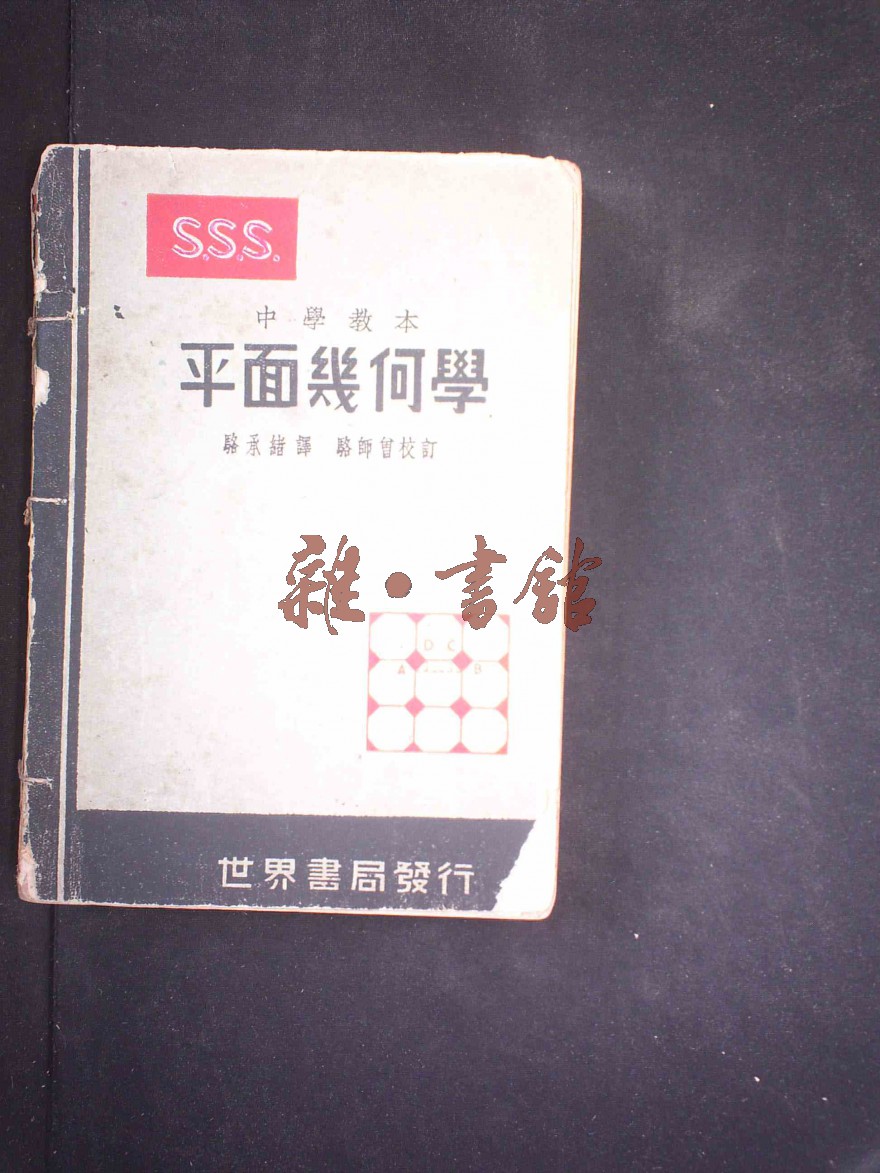 S.S.S.
中學教本
平面幾何學
駱承緒譯 駱師曾校訂
雜·書館
D C
A B
世界書局發行